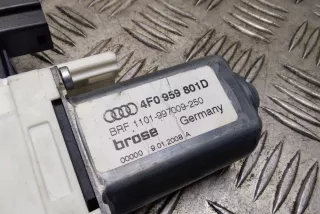 4F0 959 801D
BRF. 1101-997009-250
brose Germany
00000 9.01.2008 A